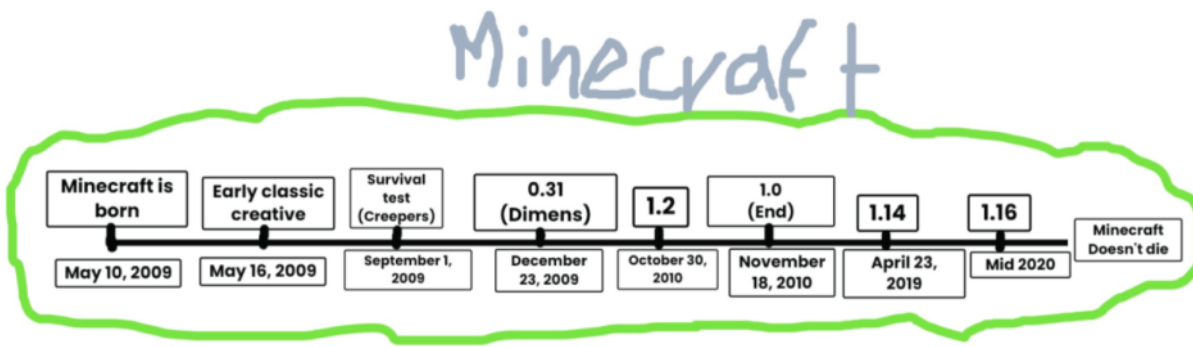 Minecraft
Minecraft is
born
Early classic
creative
Survival
test
(Creepers)
0.31
(Dimens)
1.2
1.0
(End)
1.14
1.16
Minecraft
Doesn't die
May 10, 2009
May 16, 2009
September 1,
2009
December
23, 2009
October 30,
2010
November
18, 2010
April 23,
2019
Mid 2020